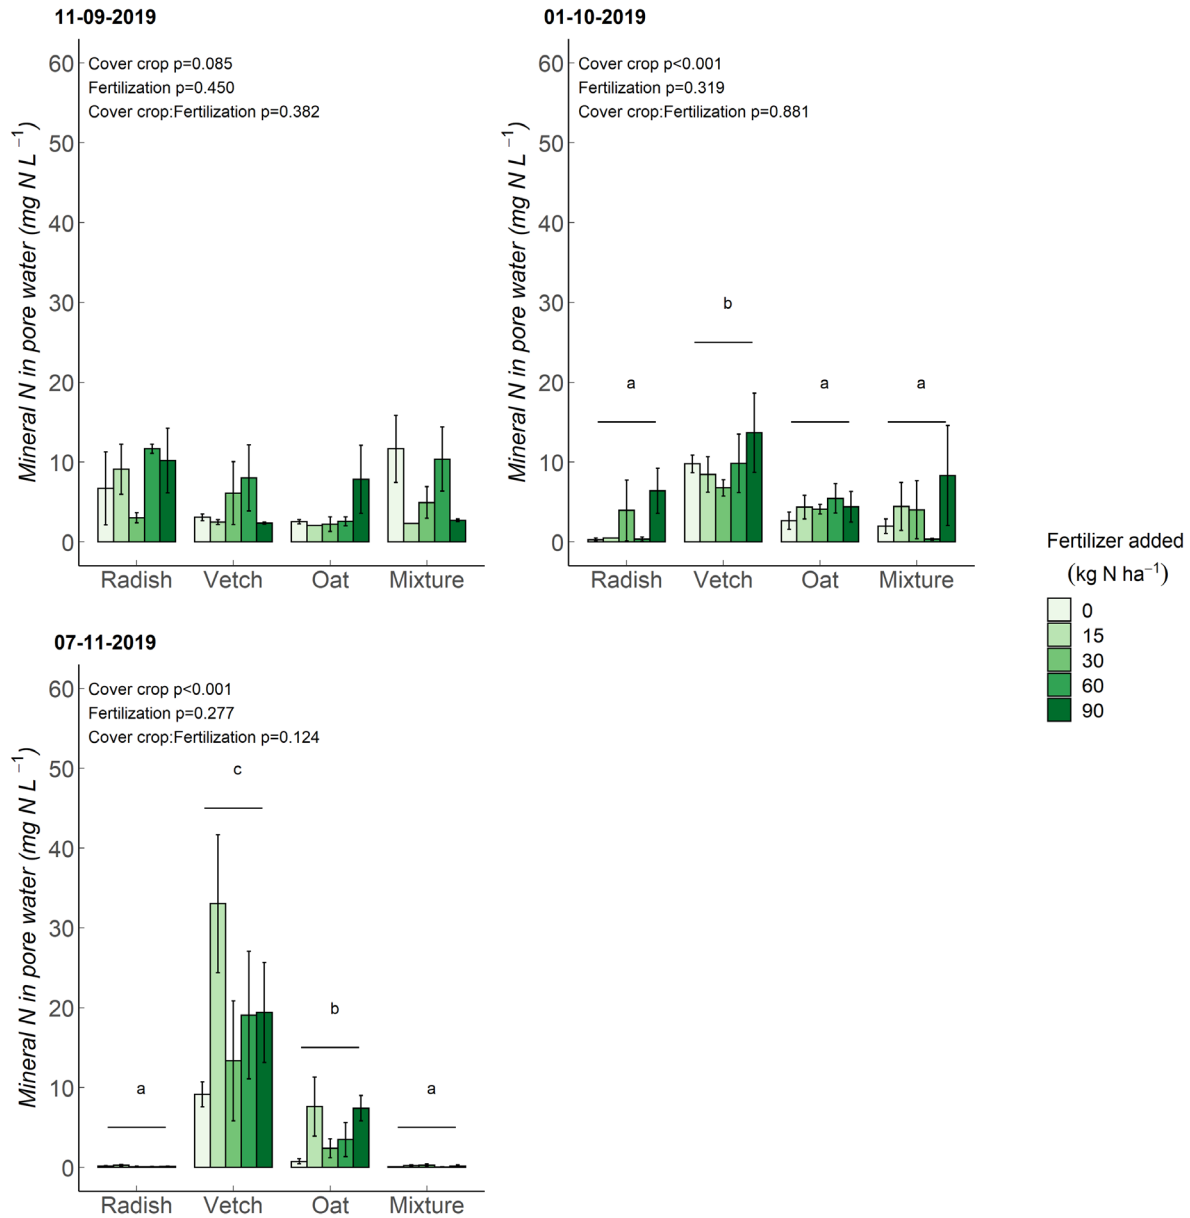 11-09-2019
Cover crop p=0.085
Fertilization p=0.450
Cover crop:Fertilization p=0.382
Mineral N in pore water (mg N L⁻¹)
60
50
40
30
20
10
0
Radish Vetch Oat Mixture
01-10-2019
Cover crop p<0.001
Fertilization p=0.319
Cover crop:Fertilization p=0.881
Mineral N in pore water (mg N L⁻¹)
60
50
40
30
20
10
0
a b a a
Radish Vetch Oat Mixture
07-11-2019
Cover crop p<0.001
Fertilization p=0.277
Cover crop:Fertilization p=0.124
Mineral N in pore water (mg N L⁻¹)
60
50
40
30
20
10
0
a c b a
Radish Vetch Oat Mixture
Fertilizer added
(kg N ha⁻¹)
0
15
30
60
90